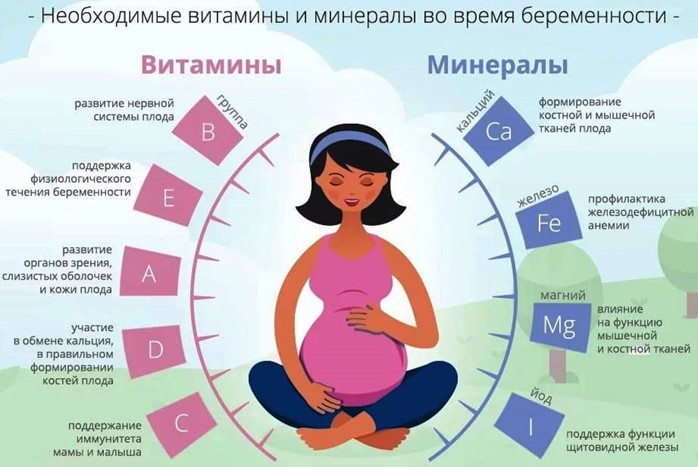 - Необходимые витамины и минералы во время беременности -
Витамины
группа
B
развитие нервной
системы плода
E
поддержка
физиологического
течения беременности
A
развитие
органов зрения,
слизистых оболочек
и кожи плода
D
участие
в обмене кальция,
в правильном
формировании
костей плода
C
поддержание
иммунитета
мамы и малыша
Минералы
кальций
Ca
формирование
костной и мышечной
тканей плода
железо
Fe
профилактика
железодефицитной
анемии
магний
Mg
влияние
на функцию
мышечной
и костной тканей
йод
I
поддержка функции
щитовидной железы